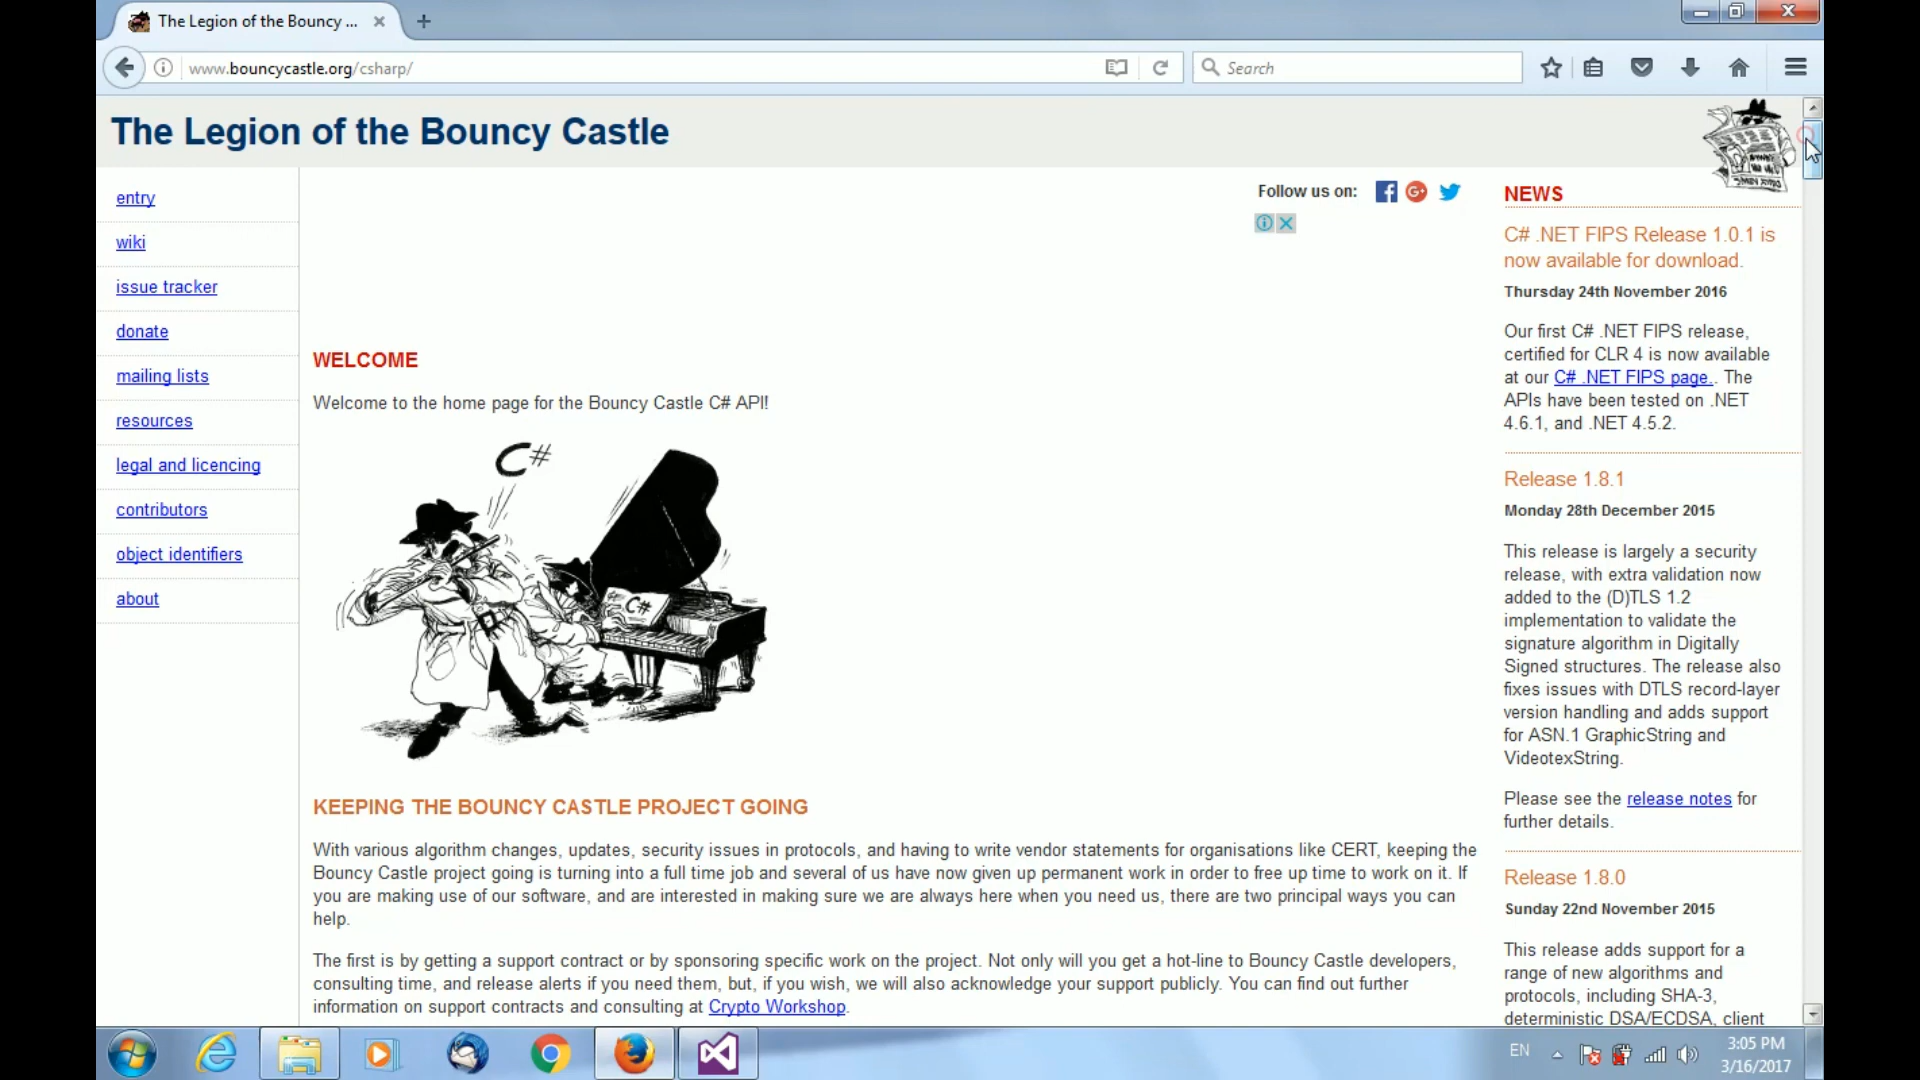 The Legion of the Bouncy ...
www.bouncycastle.org/csharp/
Search
The Legion of the Bouncy Castle
entry
wiki
issue tracker
donate
mailing lists
resources
legal and licencing
contributors
object identifiers
about
Follow us on:
WELCOME
Welcome to the home page for the Bouncy Castle C# API!
C#
C#
KEEPING THE BOUNCY CASTLE PROJECT GOING
With various algorithm changes, updates, security issues in protocols, and having to write vendor statements for organisations like CERT, keeping the
Bouncy Castle project going is turning into a full time job and several of us have now given up permanent work in order to free up time to work on it. If
you are making use of our software, and are interested in making sure we are always here when you need us, there are two principal ways you can
help.
The first is by getting a support contract or by sponsoring specific work on the project. Not only will you get a hot-line to Bouncy Castle developers,
consulting time, and release alerts if you need them, but, if you wish, we will also acknowledge your support publicly. You can find out further
information on support contracts and consulting at Crypto Workshop.
NEWS
C# .NET FIPS Release 1.0.1 is
now available for download.
Thursday 24th November 2016
Our first C# .NET FIPS release,
certified for CLR 4 is now available
at our C# .NET FIPS page.. The
APIs have been tested on .NET
4.6.1, and .NET 4.5.2.
Release 1.8.1
Monday 28th December 2015
This release is largely a security
release, with extra validation now
added to the (D)TLS 1.2
implementation to validate the
signature algorithm in Digitally
Signed structures. The release also
fixes issues with DTLS record-layer
version handling and adds support
for ASN.1 GraphicString and
VideotexString.
Please see the release notes for
further details.
Release 1.8.0
Sunday 22nd November 2015
This release adds support for a
range of new algorithms and
protocols, including SHA-3,
deterministic DSA/ECDSA, client
EN
3:05 PM
3/16/2017